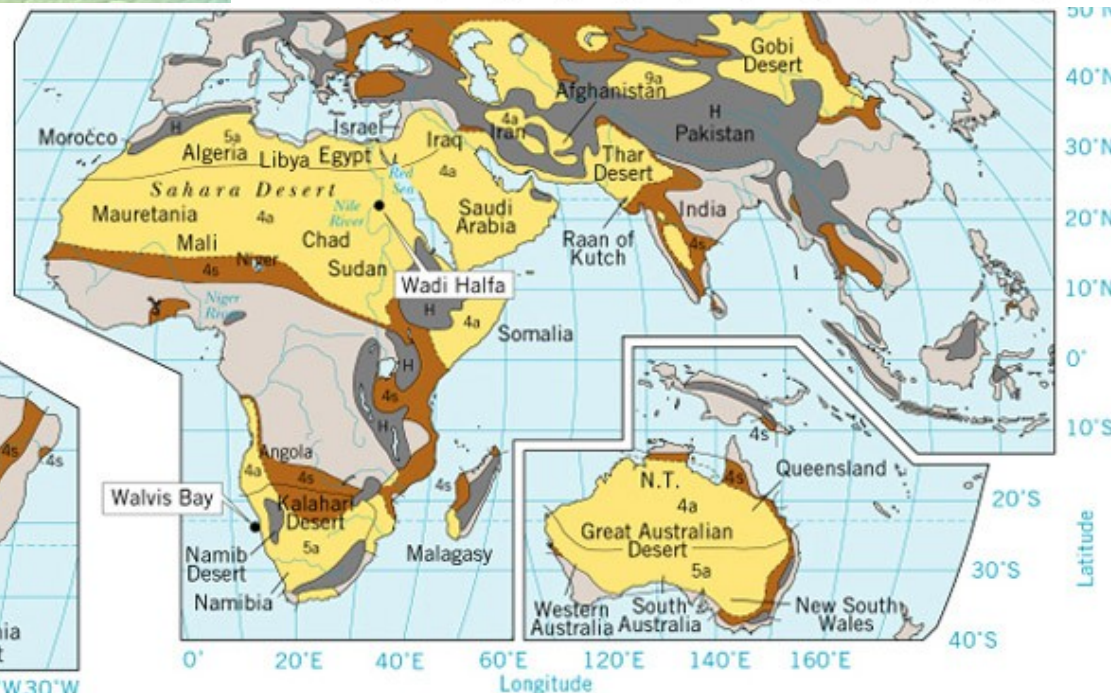 50°N
Gobi
Desert
40°N
9a
Afghanistan
Morocco
H
Israel
4a
Iran
H
Pakistan
5a
Algeria
Libya
Egypt
Iraq
30°N
Thar
Desert
Red
Sea
4a
Sahara Desert
Nile
River
Saudi
Arabia
India
20°N
Mauretania
4a
Mali
Chad
Raan of
Kutch
4s
Niger
4s
Sudan
Wadi Halfa
10°N
Niger
River
H
4a
Somalia
0°
H
4s
H
10°S
4s
4s
4s
Angola
4a
4s
4s
4s
Queensland
N.T.
Walvis Bay
Kalahari
Desert
4a
20°S
Great Australian
Desert
Namib
Desert
5a
Malagasy
5a
30°S
Latitude
Namibia
Western
Australia
South
Australia
New South
Wales
40°S
nia
t
0°
20°E
40°E
60°E
120°E
140°E
160°E
°W
30°W
Longitude